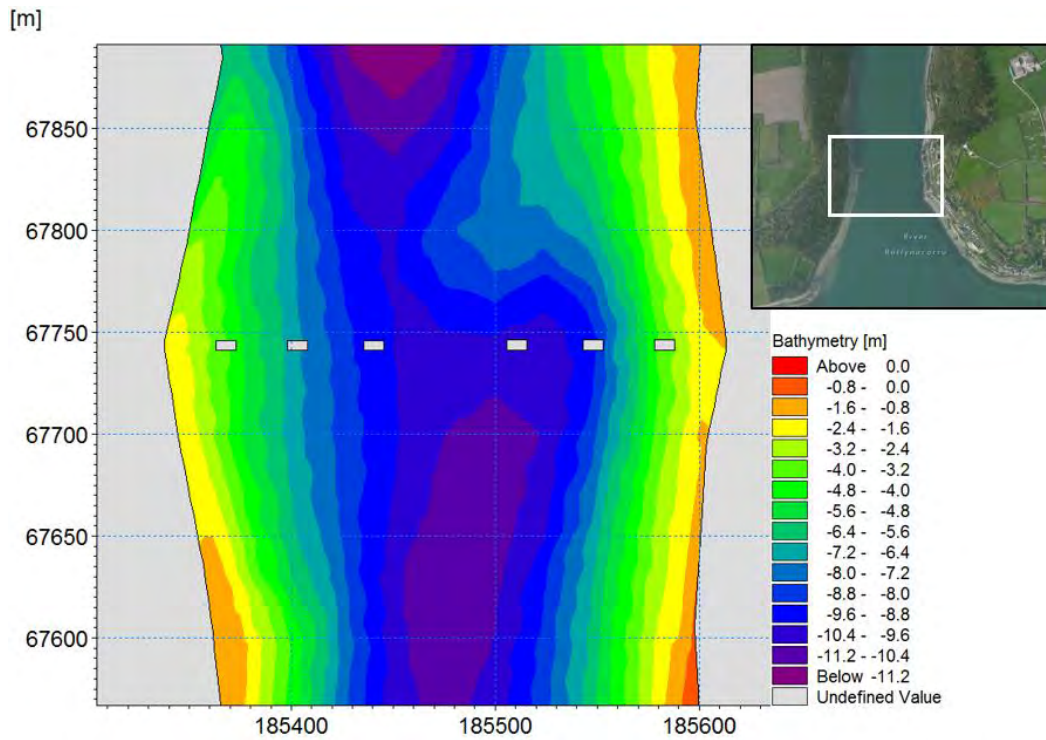 [m]
67850
67800
67750
67700
67650
67600
185400 185500 185600
River
Bathymetry [m]
Above 0.0
-0.8 - 0.0
-1.6 - -0.8
-2.4 - -1.6
-3.2 - -2.4
-4.0 - -3.2
-4.8 - -4.0
-5.6 - -4.8
-6.4 - -5.6
-7.2 - -6.4
-8.0 - -7.2
-8.8 - -8.0
-9.6 - -8.8
-10.4 - -9.6
-11.2 - -10.4
Below -11.2
Undefined Value